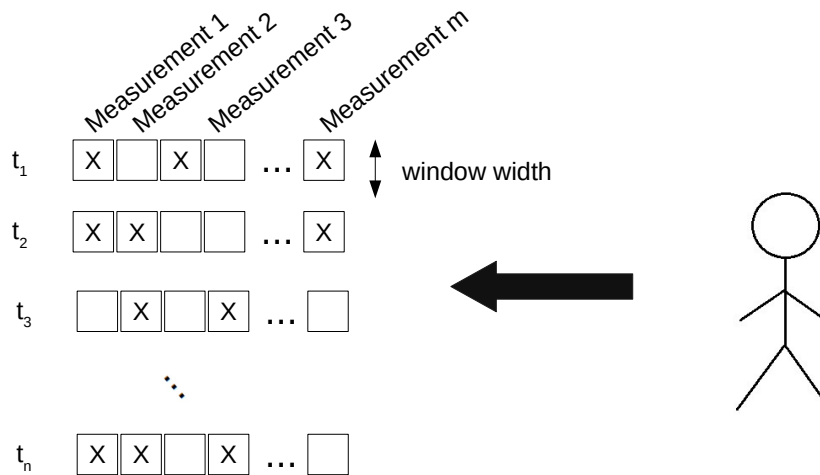 Measurement 1
Measurement 2
Measurement 3
Measurement m
t1 X X ... X
window width
t2 X X ... X
t3 X X ...
...
tn X X X ...